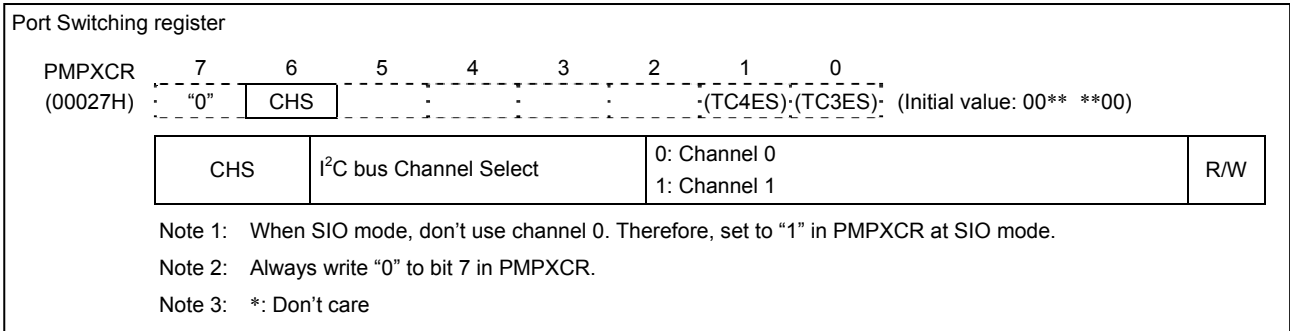 Port Switching register
7 6 5 4 3 2 1 0
PMPXCR
(00027H) “0” CHS (TC4ES) (TC3ES) (Initial value: 00** **00)
CHS I²C bus Channel Select 0: Channel 0 R/W
1: Channel 1
Note 1: When SIO mode, don’t use channel 0. Therefore, set to “1” in PMPXCR at SIO mode.
Note 2: Always write “0” to bit 7 in PMPXCR.
Note 3: *: Don’t care